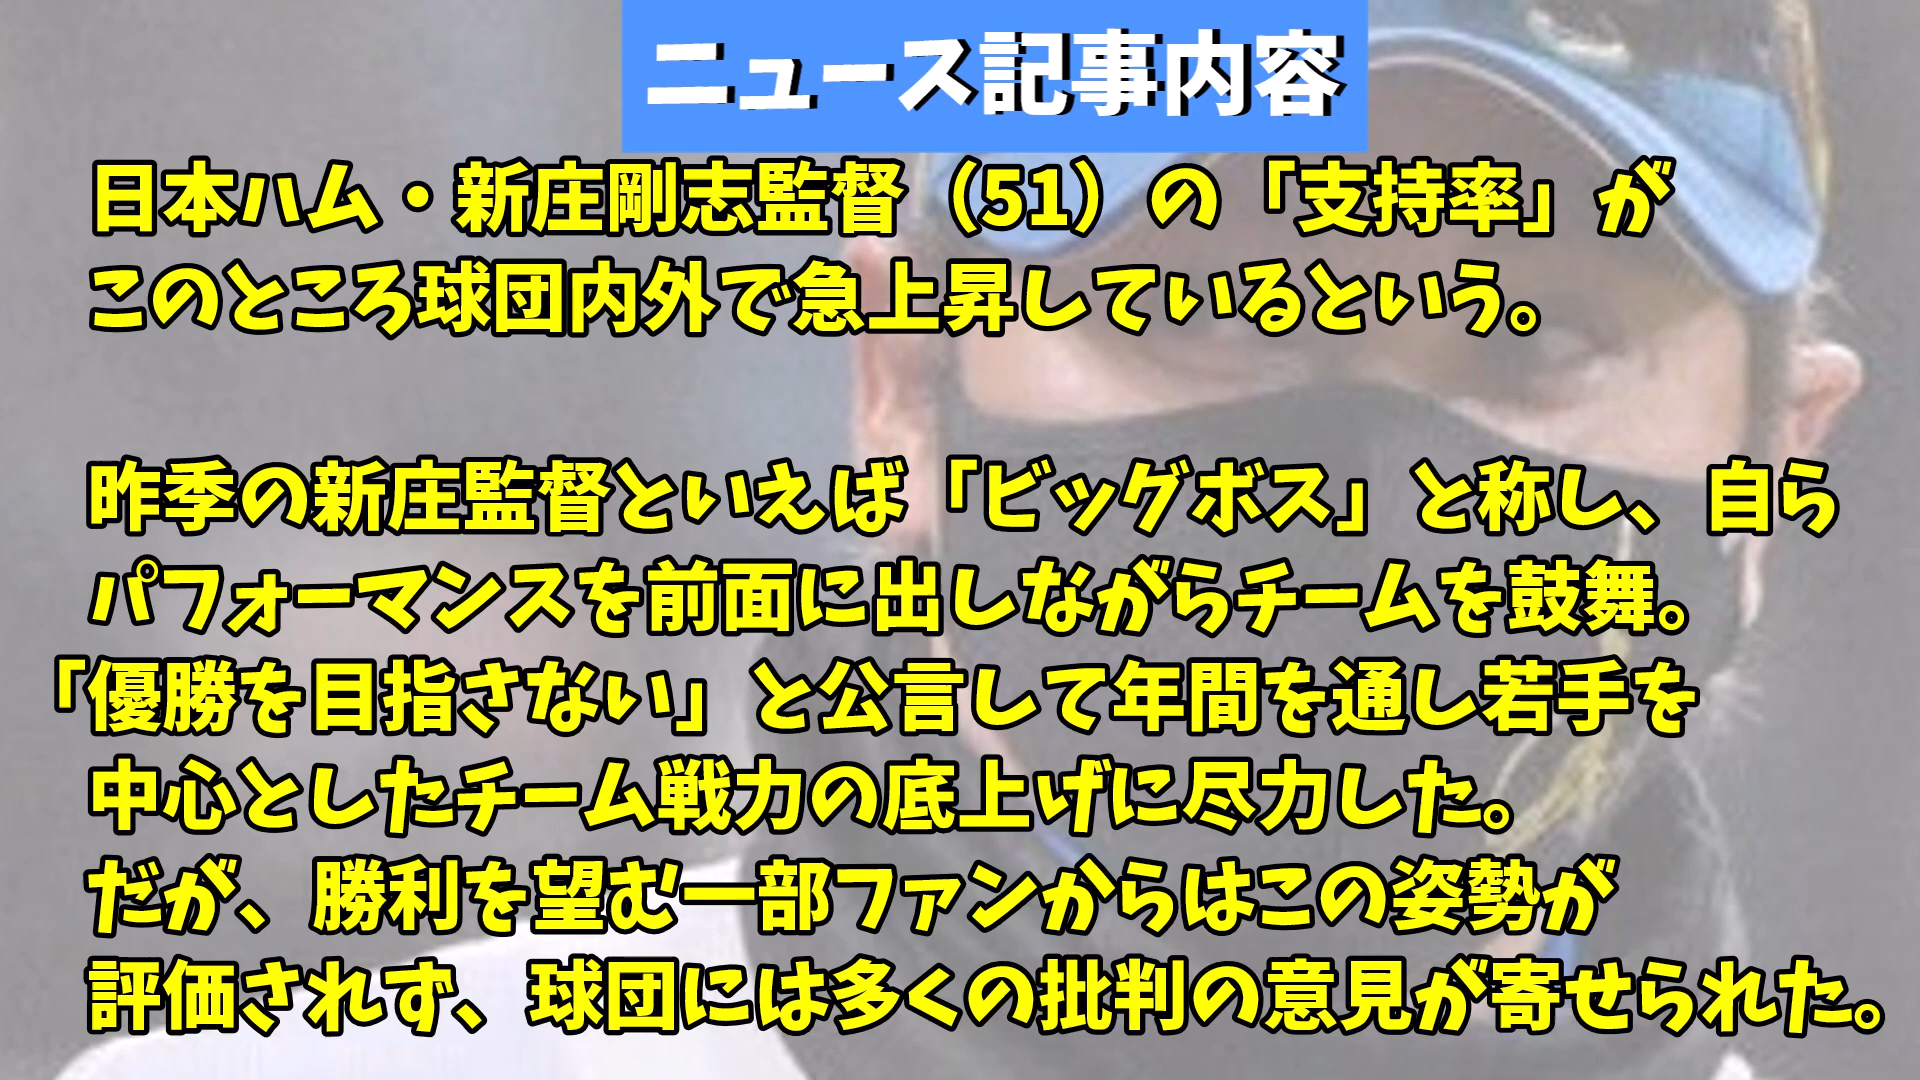 ニュース記事内容
日本ハム・新庄剛志監督（51）の「支持率」が
このところ球団内外で急上昇しているという。
昨季の新庄監督といえば「ビッグボス」と称し、自ら
パフォーマンスを前面に出しながらチームを鼓舞。
「優勝を目指さない」と公言して年間を通し若手を
中心としたチーム戦力の底上げに尽力した。
だが、勝利を望む一部ファンからはこの姿勢が
評価されず、球団には多くの批判の意見が寄せられた。